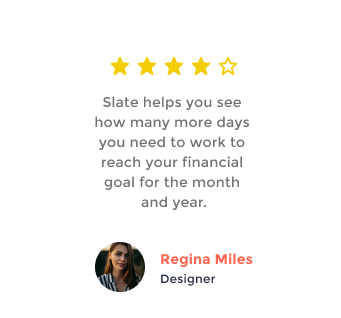 Slate helps you see
how many more days
you need to work to
reach your financial
goal for the month
and year.
Regina Miles
Designer